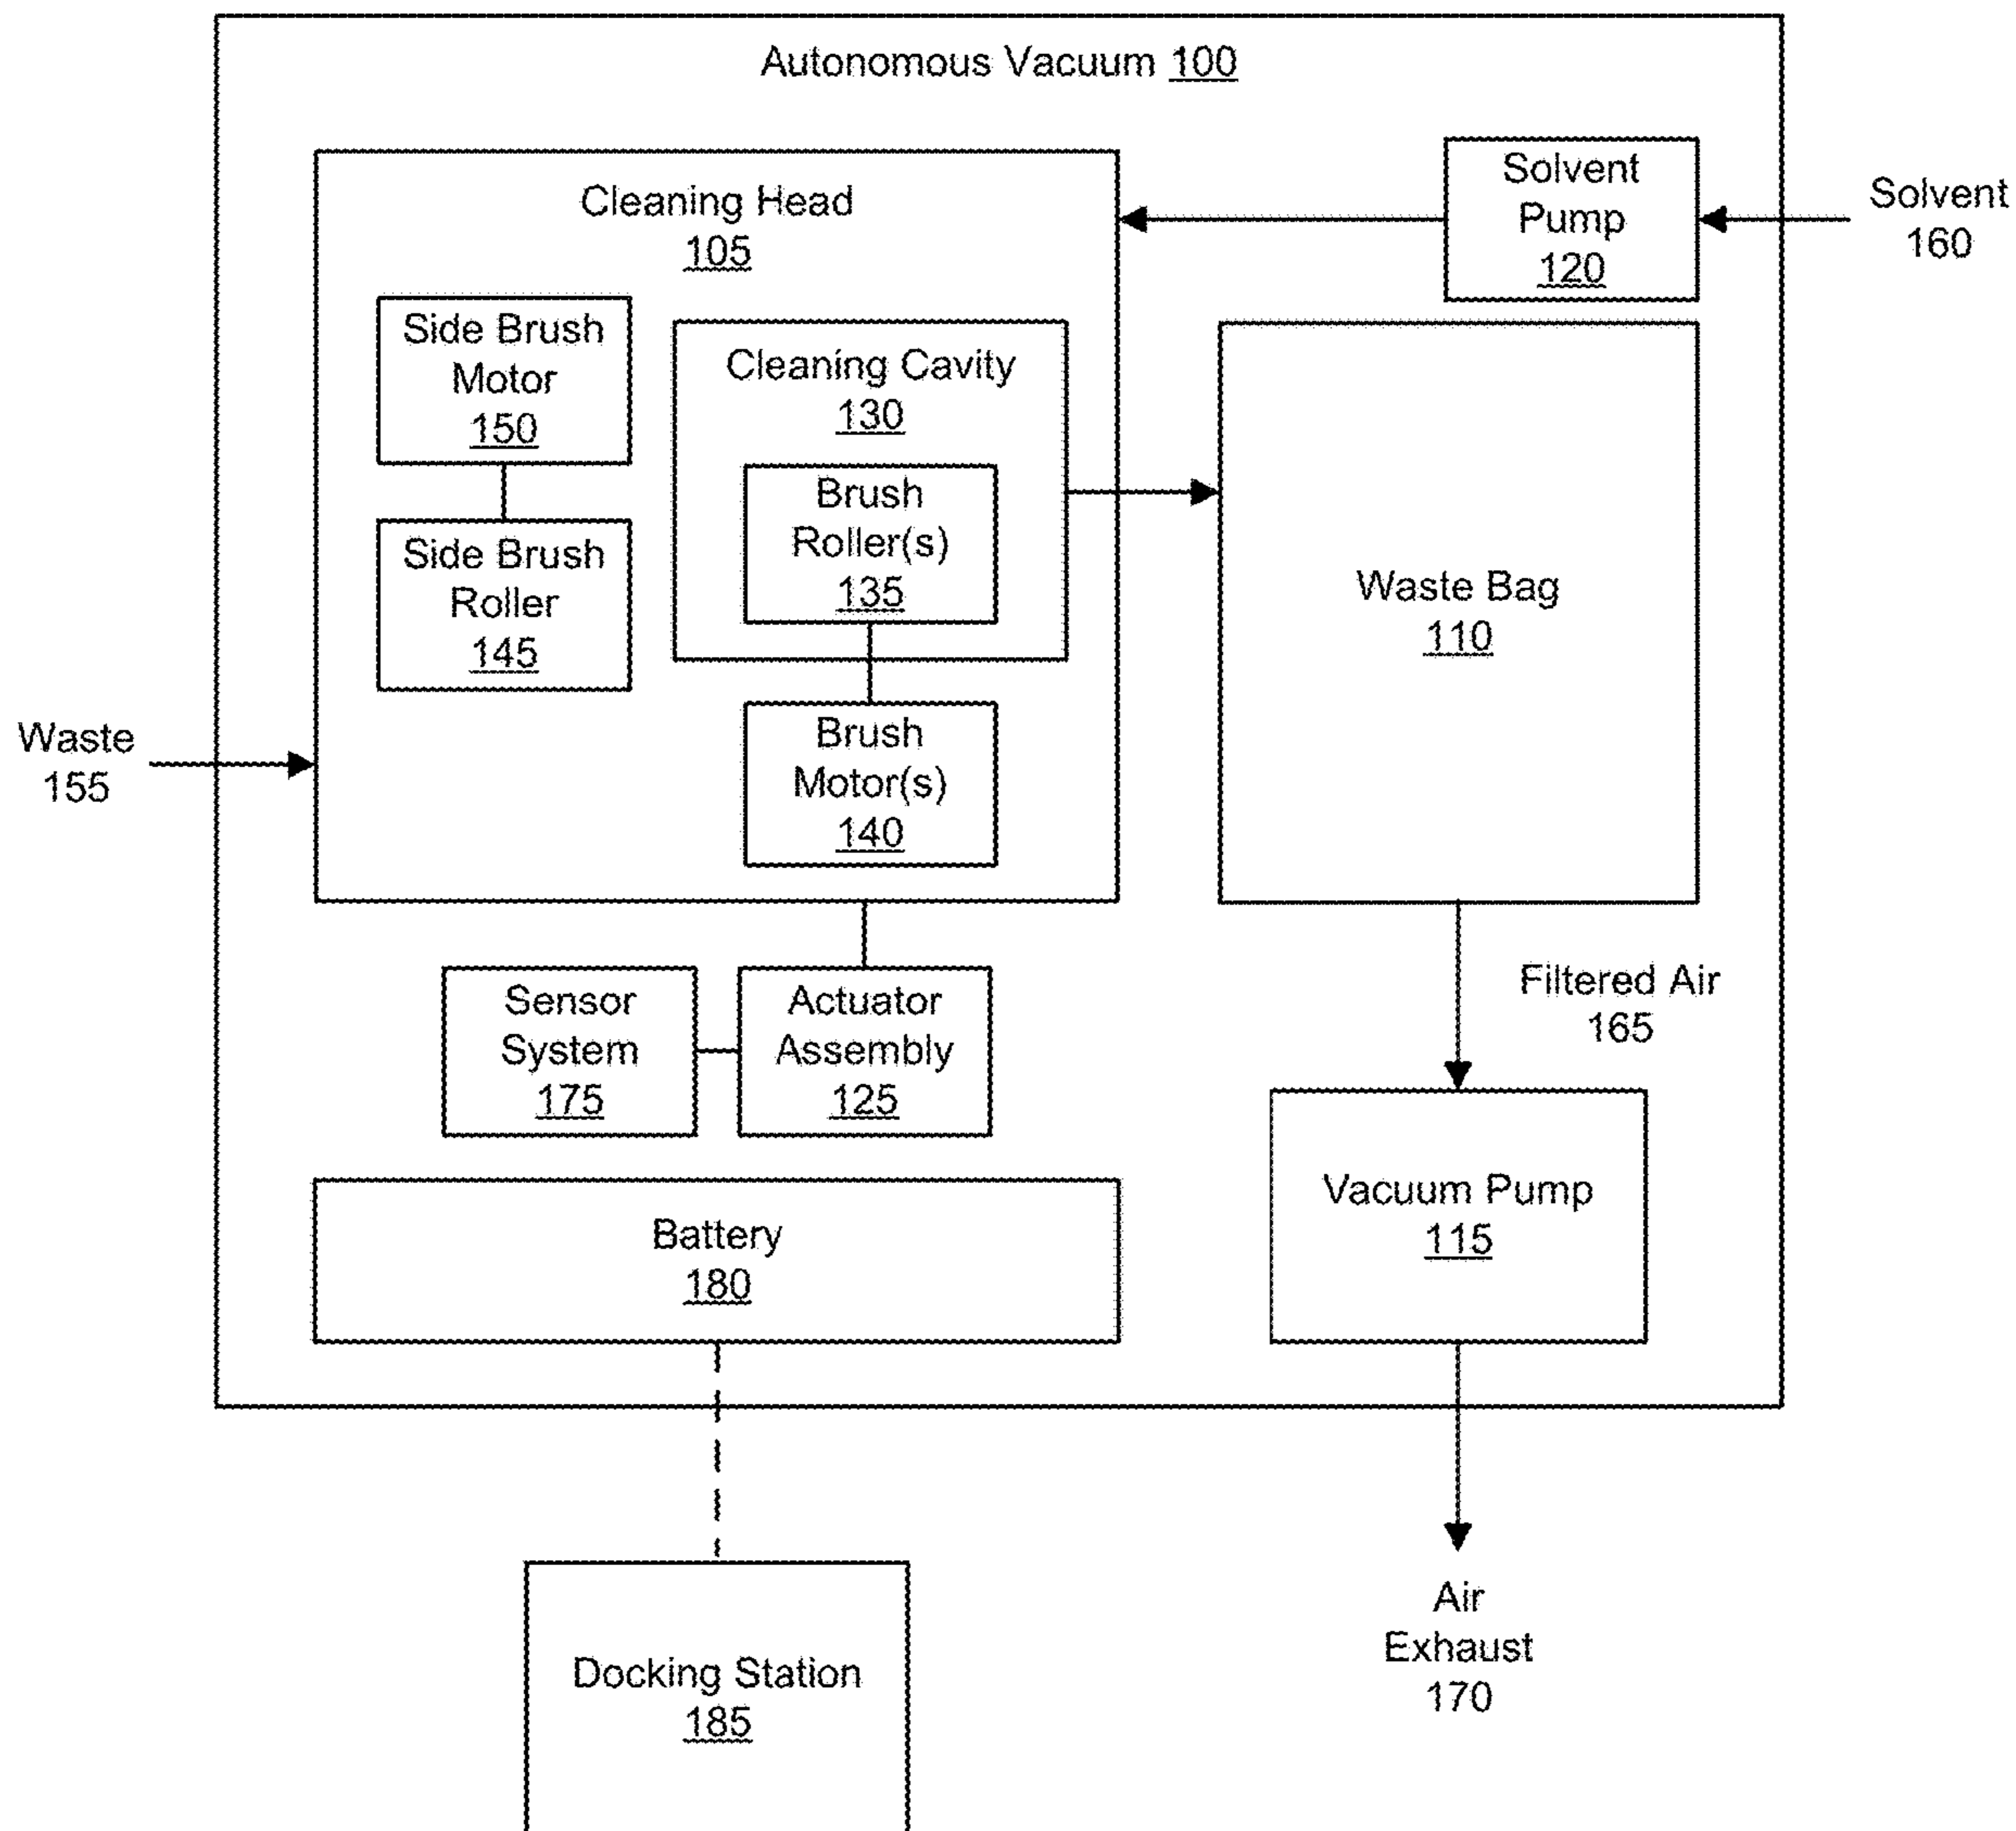 Autonomous Vacuum 100
Cleaning Head
105
Solvent
Pump
120
Solvent
160
Side Brush
Motor
150
Cleaning Cavity
130
Brush
Roller(s)
135
Side Brush
Roller
145
Waste Bag
110
Waste
155
Brush
Motor(s)
140
Sensor
System
175
Actuator
Assembly
125
Filtered Air
165
Battery
180
Vacuum Pump
115
Docking Station
185
Air
Exhaust
170